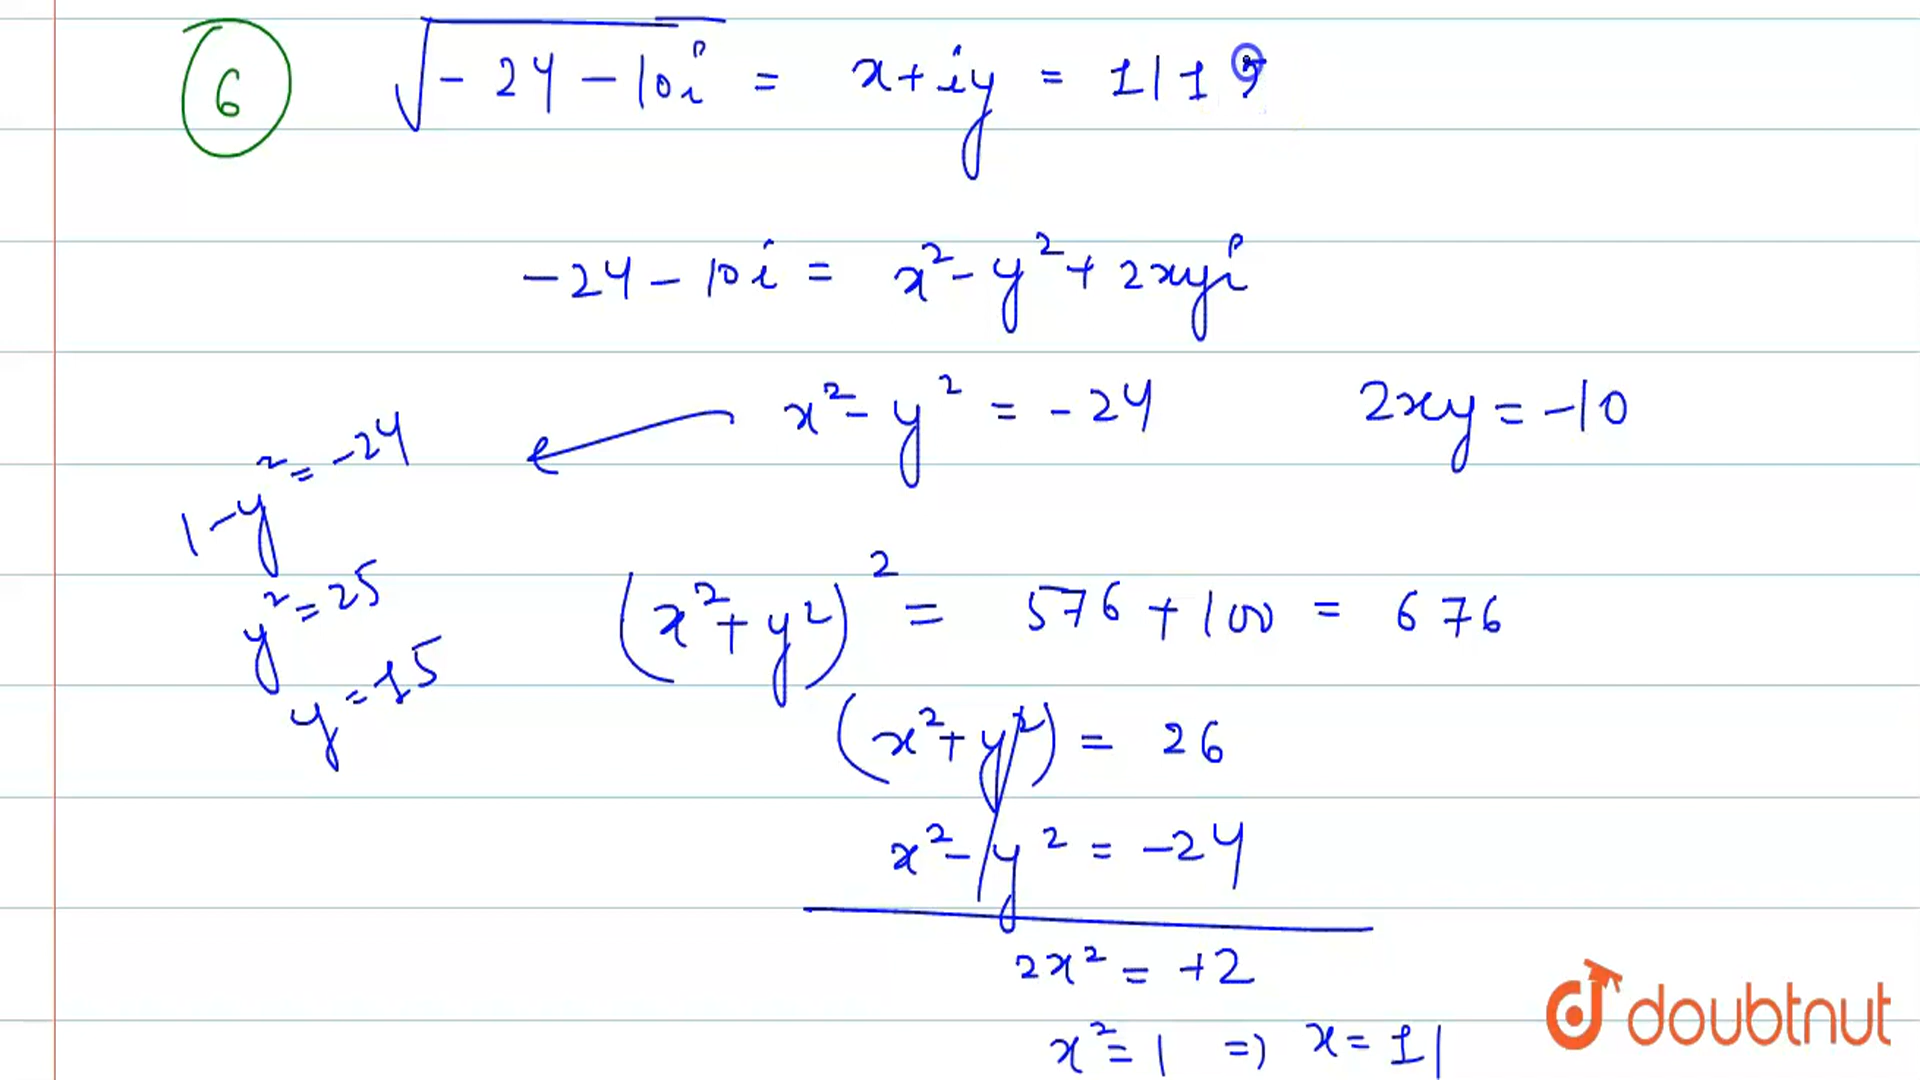 6 √-24-10i = x+iy = ±1 ± 5
-24-10i = x²-y²+2xyi
x²-y² = -24 2xy = -10
1-y² = -24
y² = 25
y = ±5
(x²+y²)² = 576+100 = 676
(x²+y²) = 26
x²-y² = -24
2x² = +2
x² = 1 => x = ±1
doubtnut